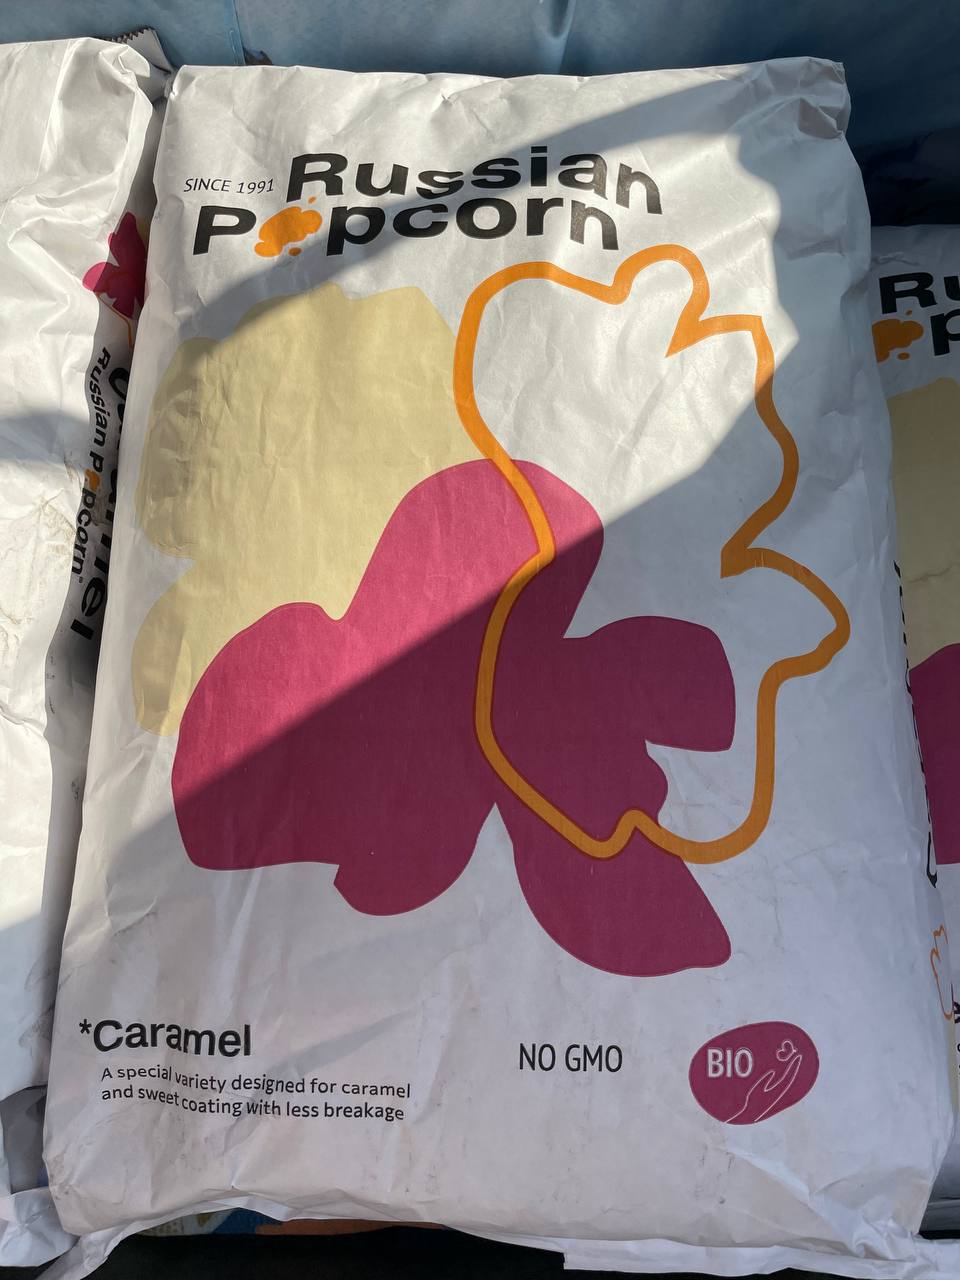 SINCE 1991
Russian
Popcorn
*Caramel
A special variety designed for caramel
and sweet coating with less breakage
NO GMO
BIO
Russian Popcorn
Ru
p